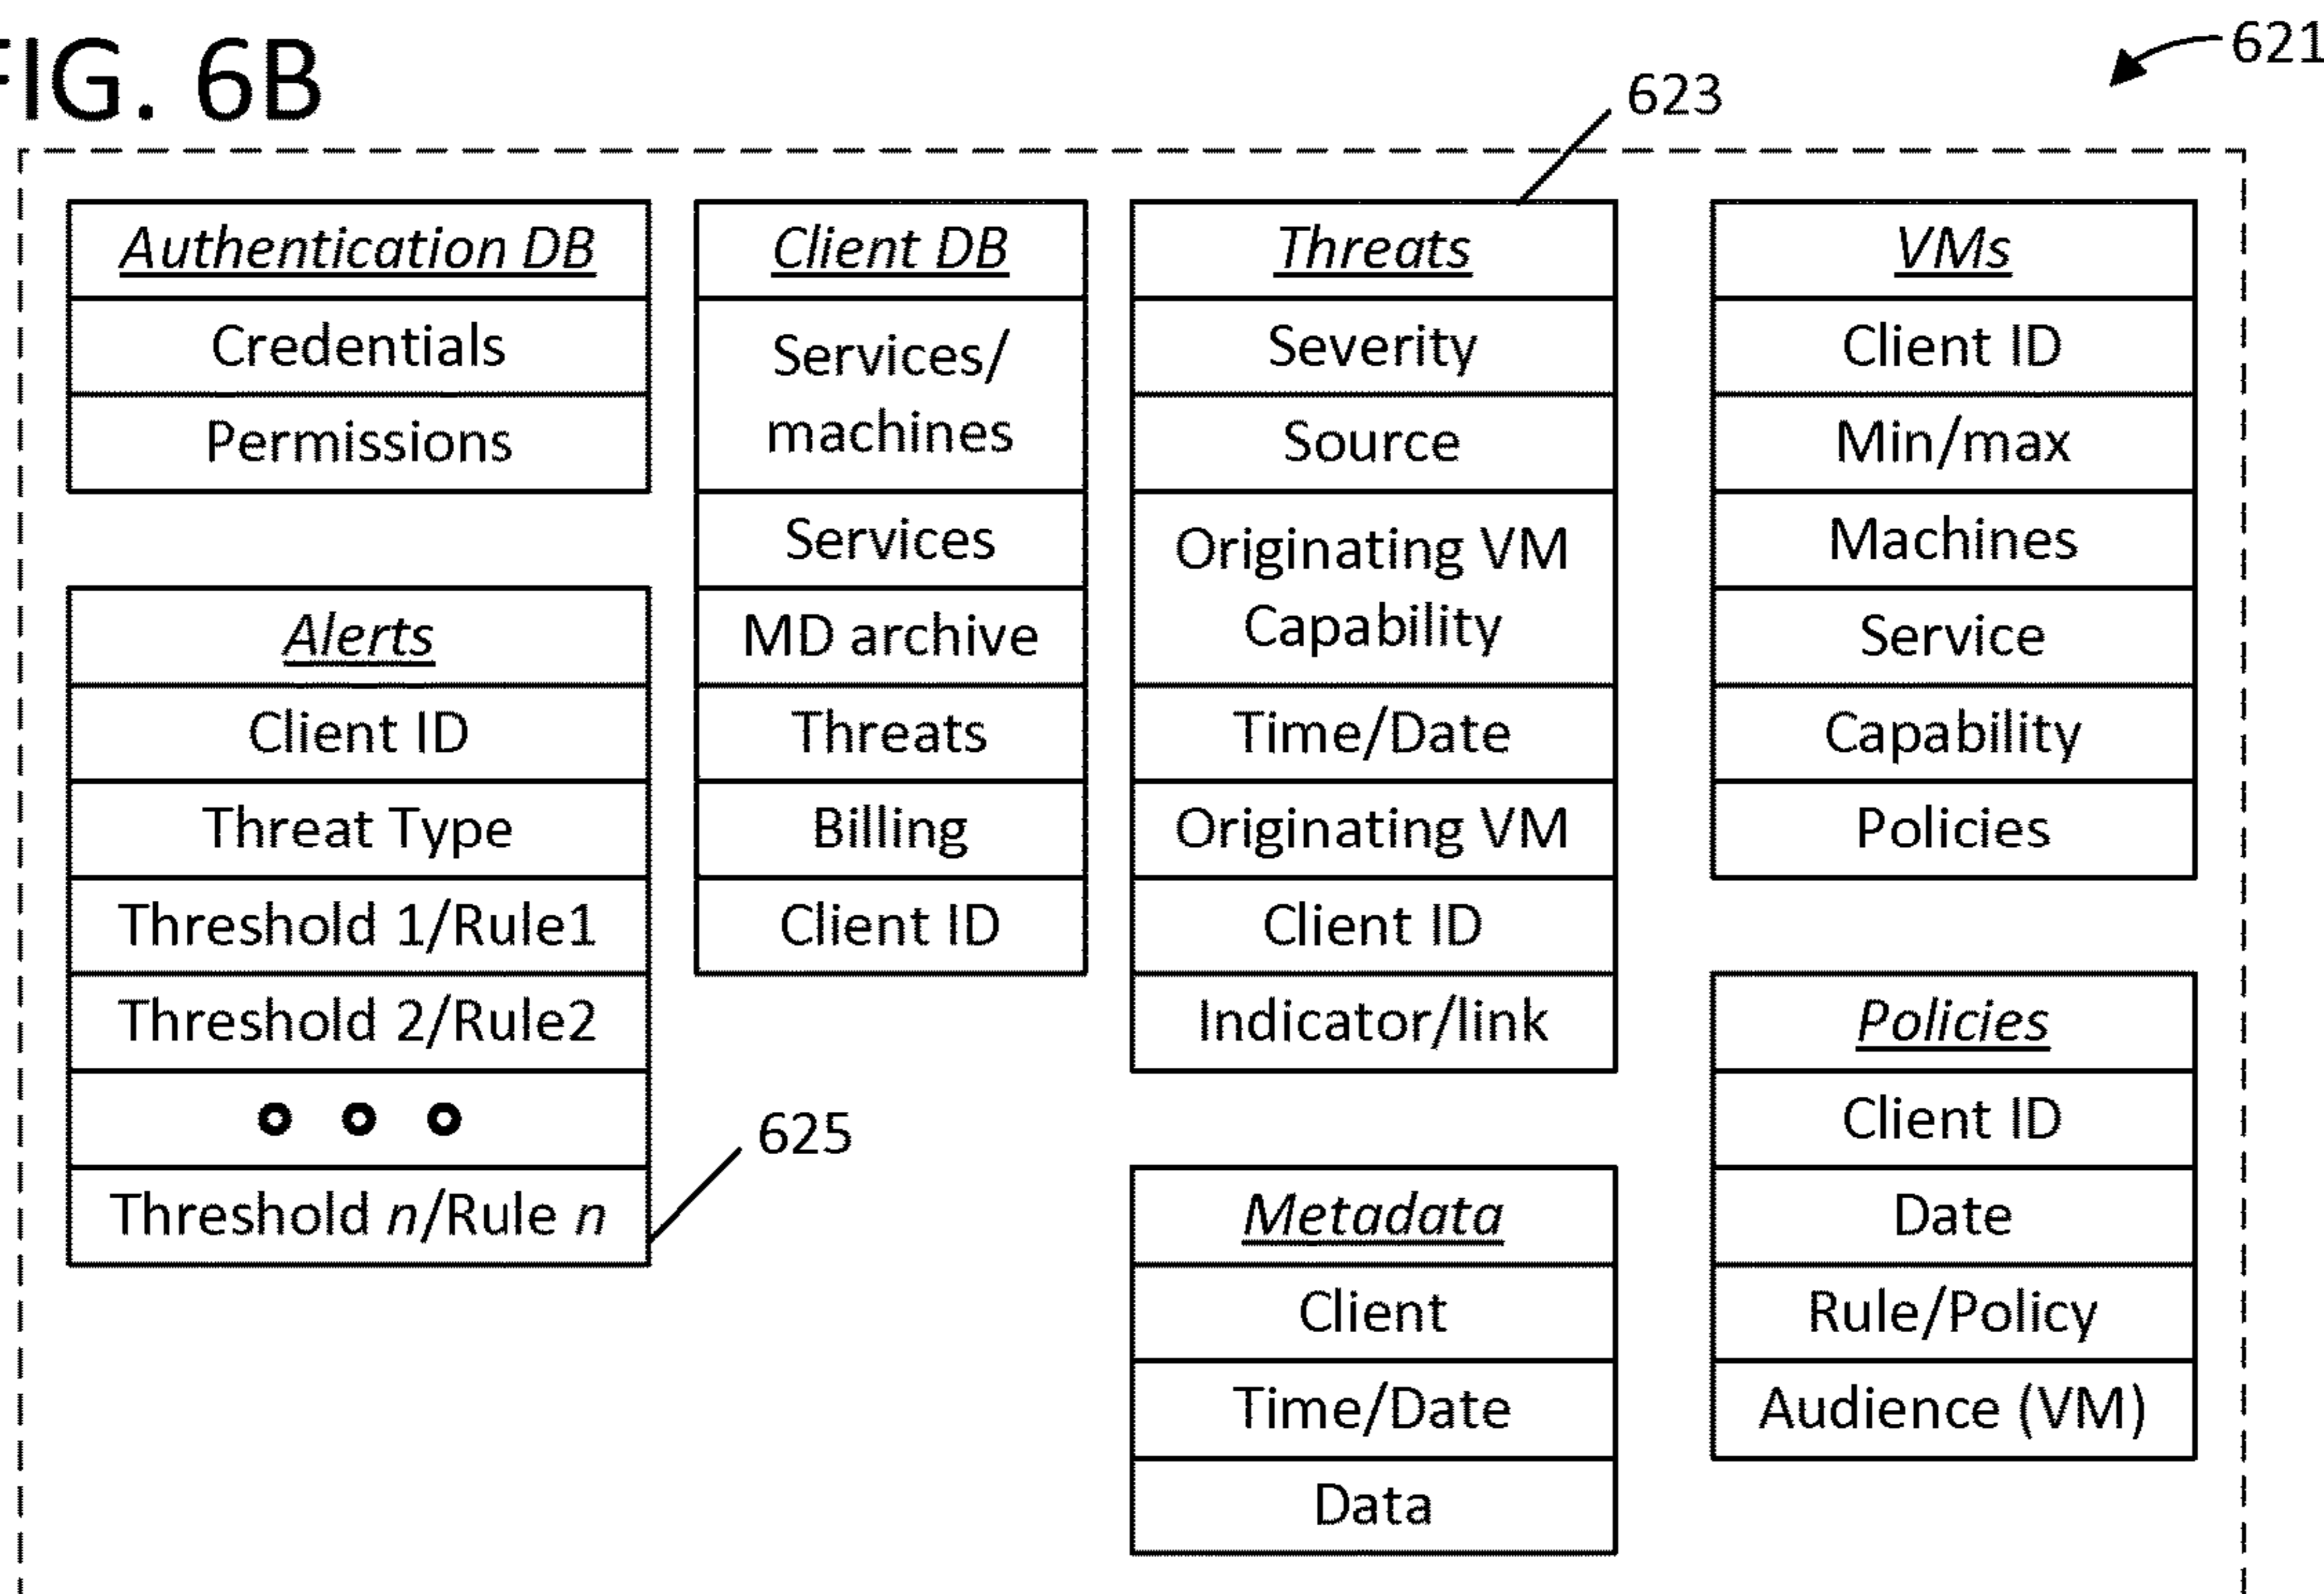 FIG. 6B
621
623
Authentication DB
Credentials
Permissions
Alerts
Client ID
Threat Type
Threshold 1/Rule1
Threshold 2/Rule2
Threshold n/Rule n
625
Client DB
Services/
machines
Services
MD archive
Threats
Billing
Client ID
Threats
Severity
Source
Originating VM
Capability
Time/Date
Originating VM
Client ID
Indicator/link
Metadata
Client
Time/Date
Data
VMs
Client ID
Min/max
Machines
Service
Capability
Policies
Policies
Client ID
Date
Rule/Policy
Audience (VM)